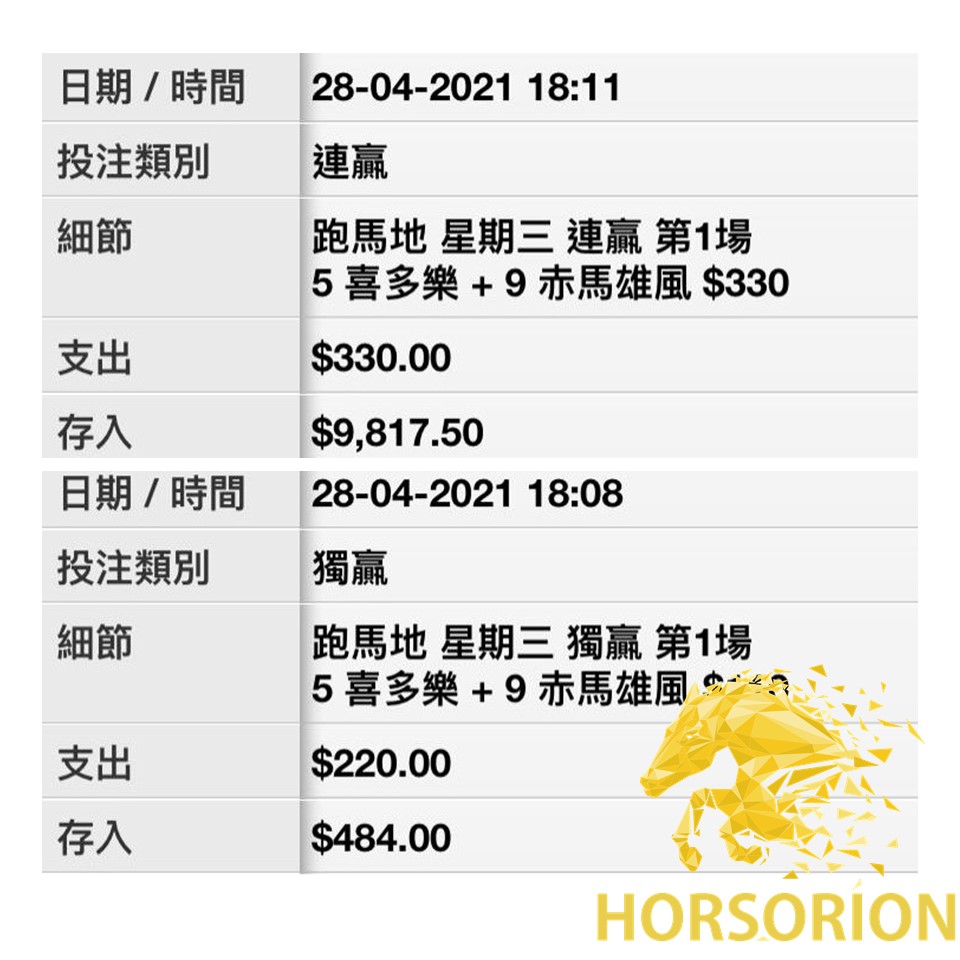 日期 / 時間 28-04-2021 18:11
投注類別 連贏
細節 跑馬地 星期三 連贏 第1場
5 喜多樂 + 9 赤馬雄風 $330
支出 $330.00
存入 $9,817.50
日期 / 時間 28-04-2021 18:08
投注類別 獨贏
細節 跑馬地 星期三 獨贏 第1場
5 喜多樂 + 9 赤馬雄風
支出 $220.00
存入 $484.00
HORSORION